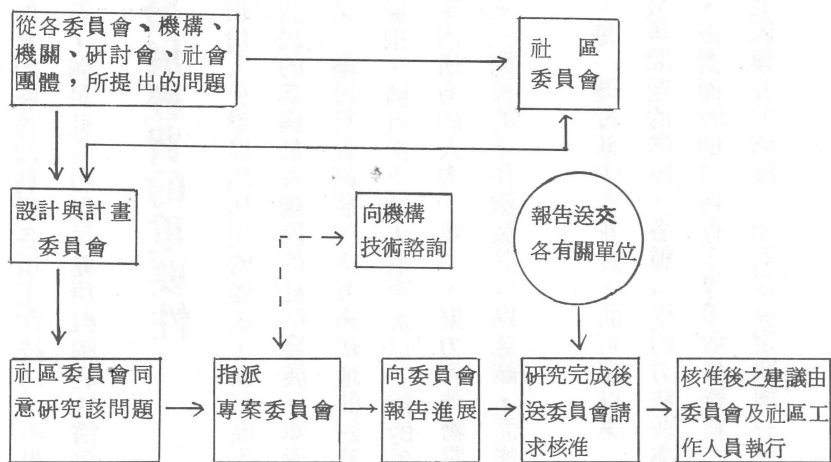 從各委員會、機構、
機關、研討會、社會
團體，所提出的問題
社　區
委員會
設計與計畫
委員會
向機構
技術諮詢
報告送交
各有關單位
社區委員會同
意研究該問題
指派
專案委員會
向委員會
報告進展
研究完成後
送委員會請
求核准
核准後之建議由
委員會及社區工
作人員執行